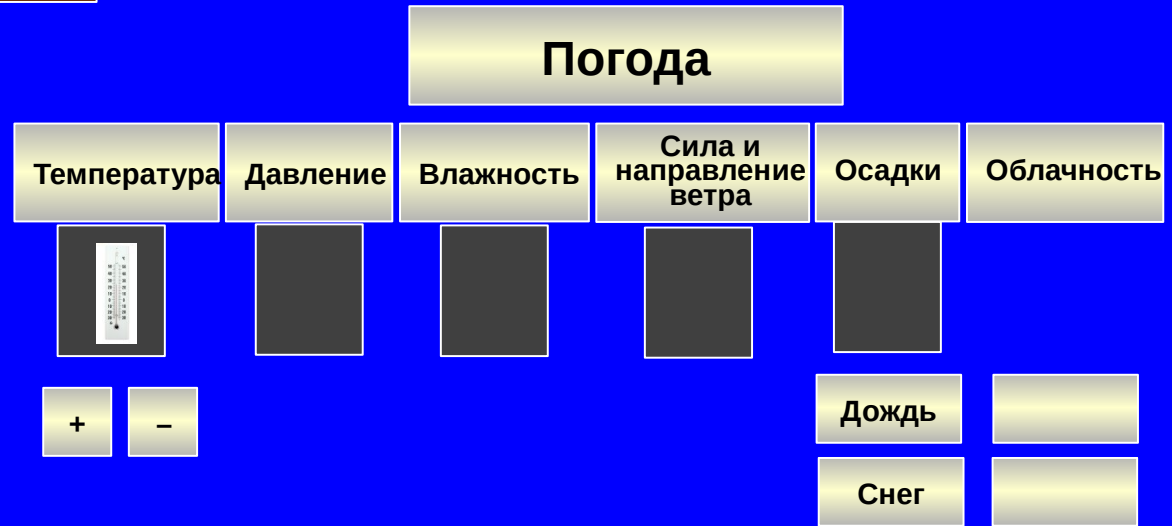 Погода
Температура
Давление
Влажность
Сила и
направление
ветра
Осадки
Облачность
+
–
Дождь
Снег